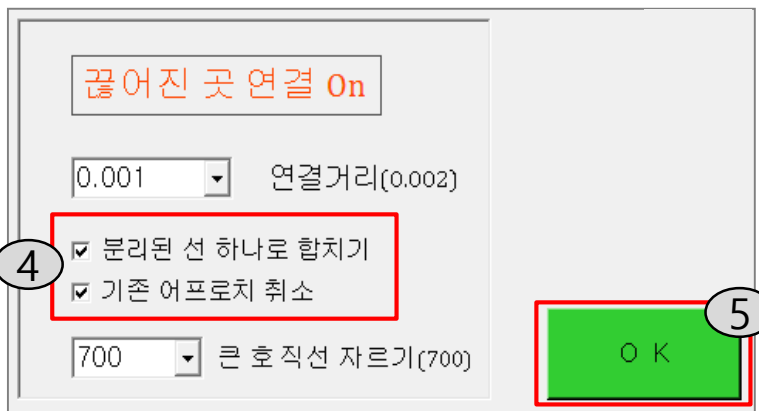 끊어진 곳 연결 On
0.001 연결거리(0.002)
4
분리된 선 하나로 합치기
기존 어프로치 취소
5
700 큰 호직선 자르기(700)
O K